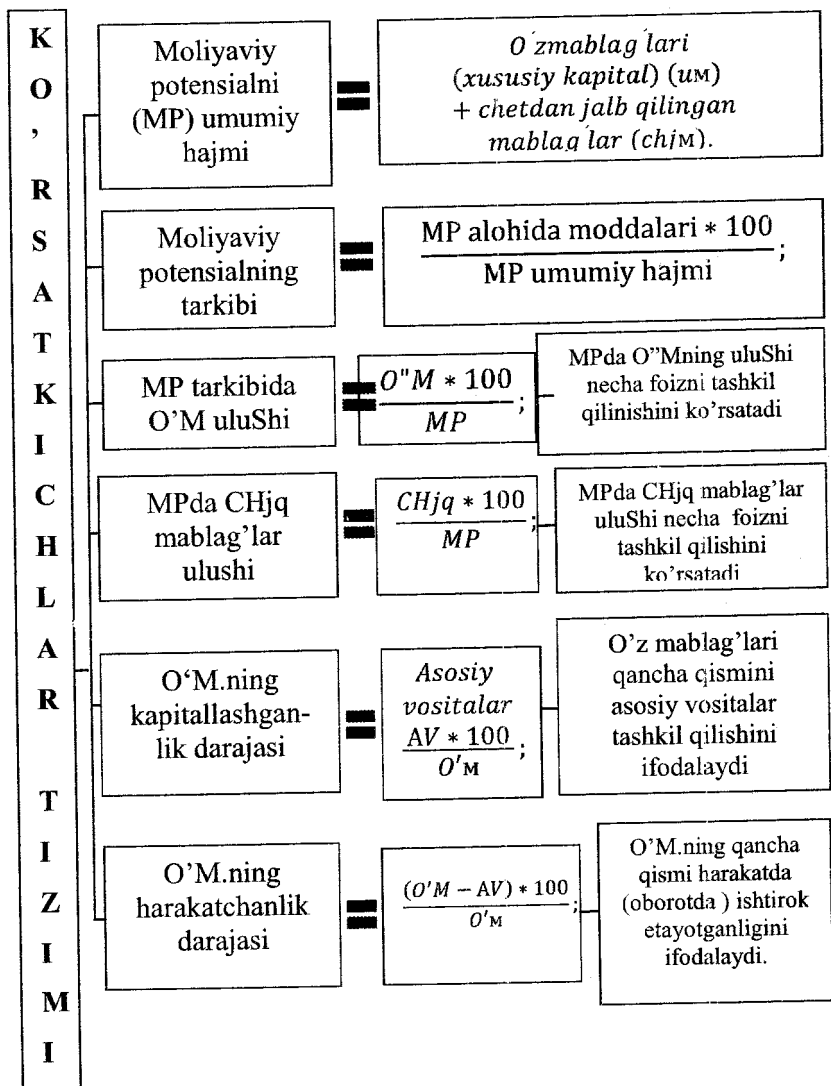 KO’RSATKICHLAR TIZIMI
Moliyaviy
potensialni
(MP) umumiy
hajmi
=
O´zmablag´lari
(xususiy kapital) (uм)
+ chetdan jalb qilingan
mablag´lar (chjм).
Moliyaviy
potensialning
tarkibi
=
MP alohida moddalari * 100
MP umumiy hajmi
;
MP tarkibida
O’M uluShi
=
O"M * 100
MP
;
MPda O”Mning uluShi
necha foizni tashkil
qilinishini ko’rsatadi
MPda CHjq
mablag’lar
ulushi
=
CHjq * 100
MP
;
MPda CHjq mablag’lar
uluShi necha foizni
tashkil qilishini
ko’rsatadi
O‘M.ning
kapitallashgan-
lik darajasi
=
Asosiy
vositalar
AV * 100
O'м
;
O’z mablag’lari
qancha qismini
asosiy vositalar
tashkil qilishini
ifodalaydi
O’M.ning
harakatchanlik
darajasi
=
(O'M − AV) * 100
O'м
;
O’M.ning qancha
qismi harakatda
(oborotda ) ishtirok
etayotganligini
ifodalaydi.